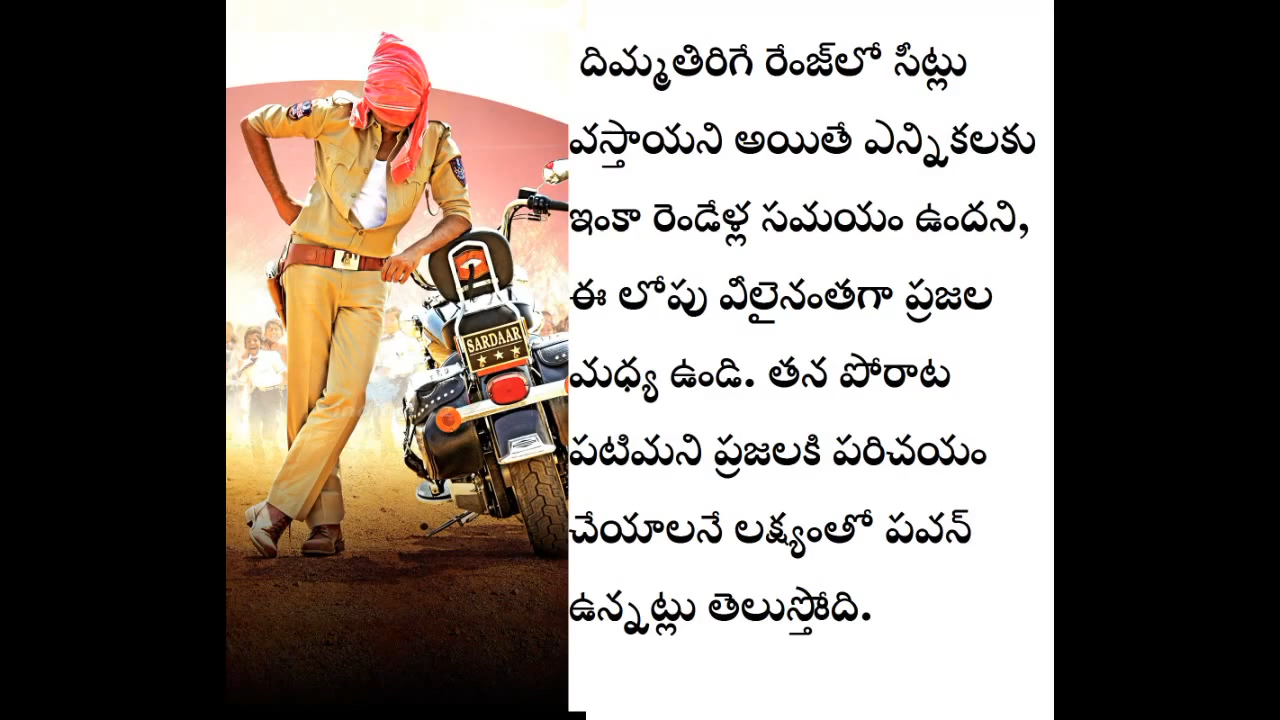 దిమ్మతిరిగే రేంజ్‌లో సీట్లు
వస్తాయని అయితే ఎన్నికలకు
ఇంకా రెండేళ్ల సమయం ఉందని,
ఈ లోపు వీలైనంతగా ప్రజల
మధ్య ఉండి. తన పోరాట
పటిమని ప్రజలకి పరిచయం
చేయాలనే లక్ష్యంతో పవన్
ఉన్నట్లు తెలుస్తోది.
SARDAAR